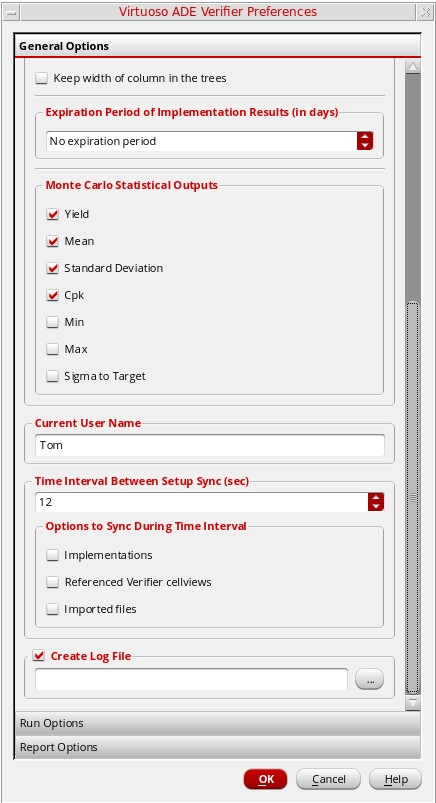 Virtuoso ADE Verifier Preferences
General Options
Keep width of column in the trees
Expiration Period of Implementation Results (in days)
No expiration period
Monte Carlo Statistical Outputs
Yield
Mean
Standard Deviation
Cpk
Min
Max
Sigma to Target
Current User Name
Tom
Time Interval Between Setup Sync (sec)
12
Options to Sync During Time Interval
Implementations
Referenced Verifier cellviews
Imported files
Create Log File
...
Run Options
Report Options
OK Cancel Help